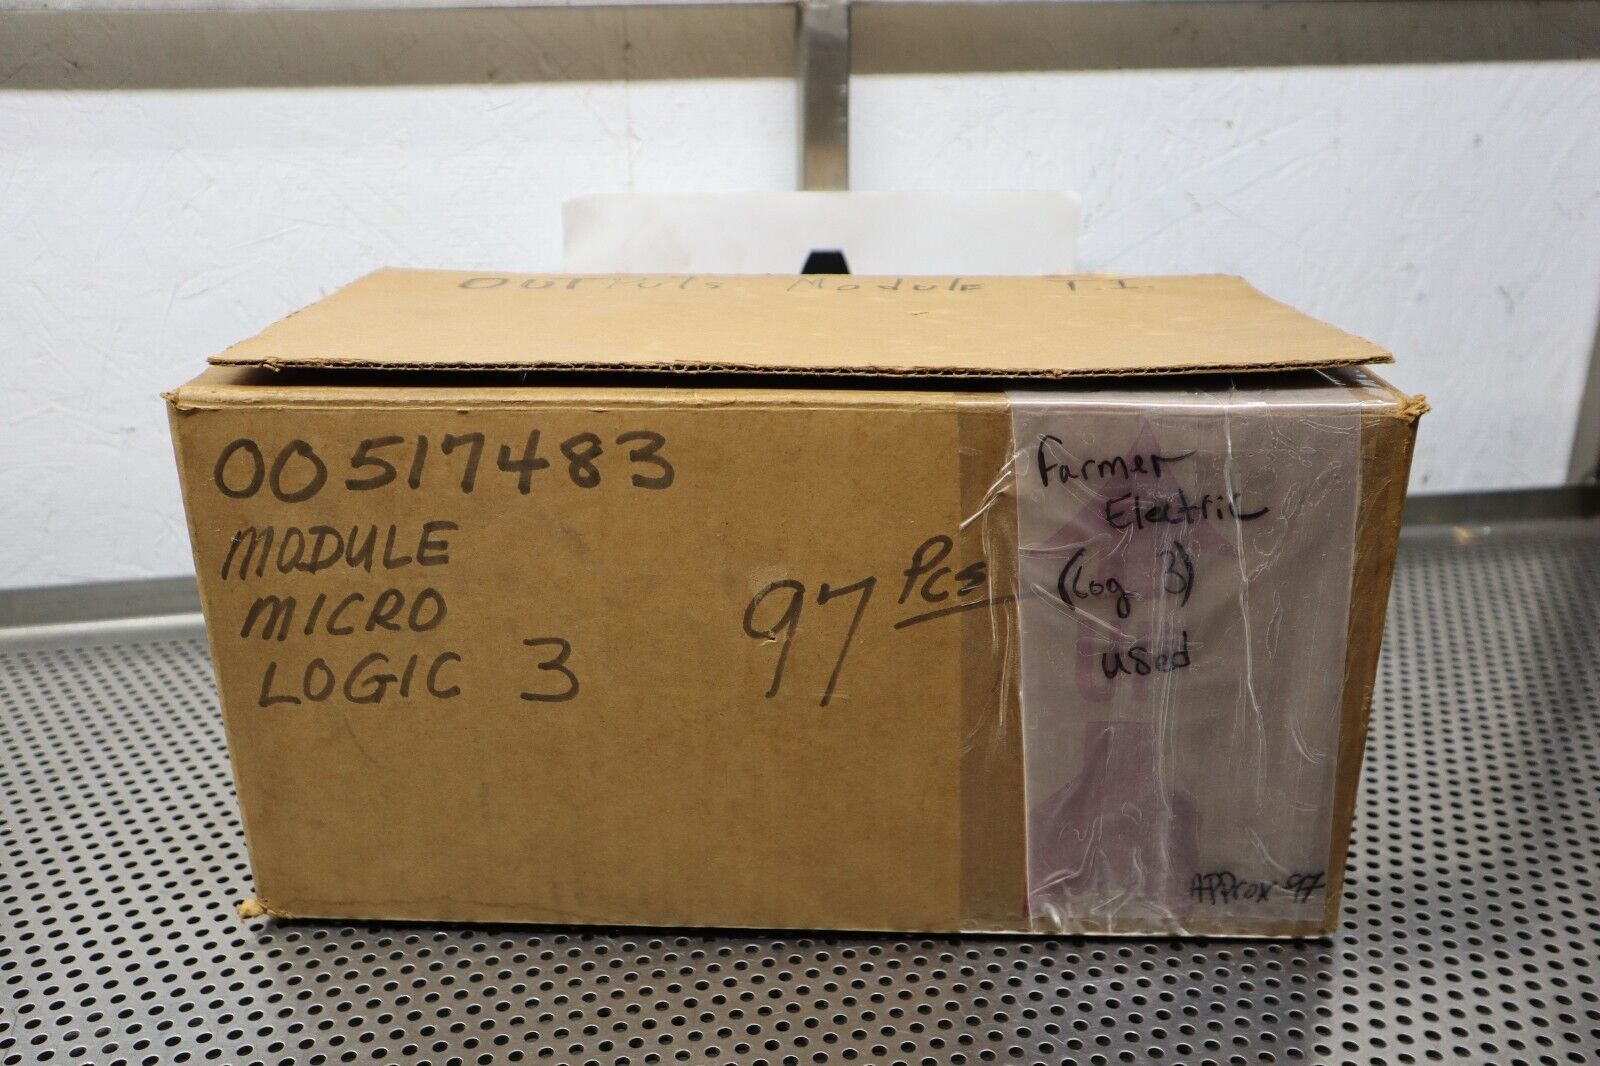 OUTPuts Module T.I.
00517483
MODULE
MICRO
LOGIC 3
97 Pcs
Farmer
Electric
(Log 3)
used
APProx 97